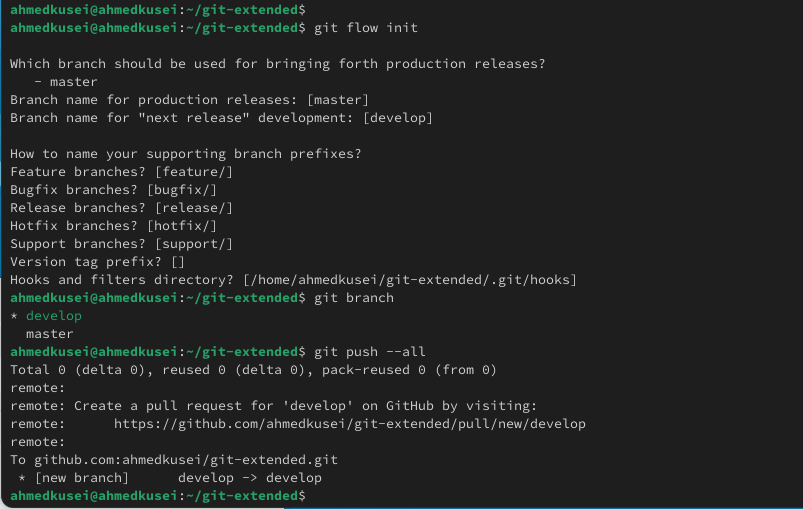 ahmedkusei@ahmedkusei:~/git-extended$
ahmedkusei@ahmedkusei:~/git-extended$ git flow init
Which branch should be used for bringing forth production releases?
   - master
Branch name for production releases: [master]
Branch name for "next release" development: [develop]
How to name your supporting branch prefixes?
Feature branches? [feature/]
Bugfix branches? [bugfix/]
Release branches? [release/]
Hotfix branches? [hotfix/]
Support branches? [support/]
Version tag prefix? []
Hooks and filters directory? [/home/ahmedkusei/git-extended/.git/hooks]
ahmedkusei@ahmedkusei:~/git-extended$ git branch
* develop
  master
ahmedkusei@ahmedkusei:~/git-extended$ git push --all
Total 0 (delta 0), reused 0 (delta 0), pack-reused 0 (from 0)
remote:
remote: Create a pull request for 'develop' on GitHub by visiting:
remote:      https://github.com/ahmedkusei/git-extended/pull/new/develop
remote:
To github.com:ahmedkusei/git-extended.git
 * [new branch]      develop -> develop
ahmedkusei@ahmedkusei:~/git-extended$